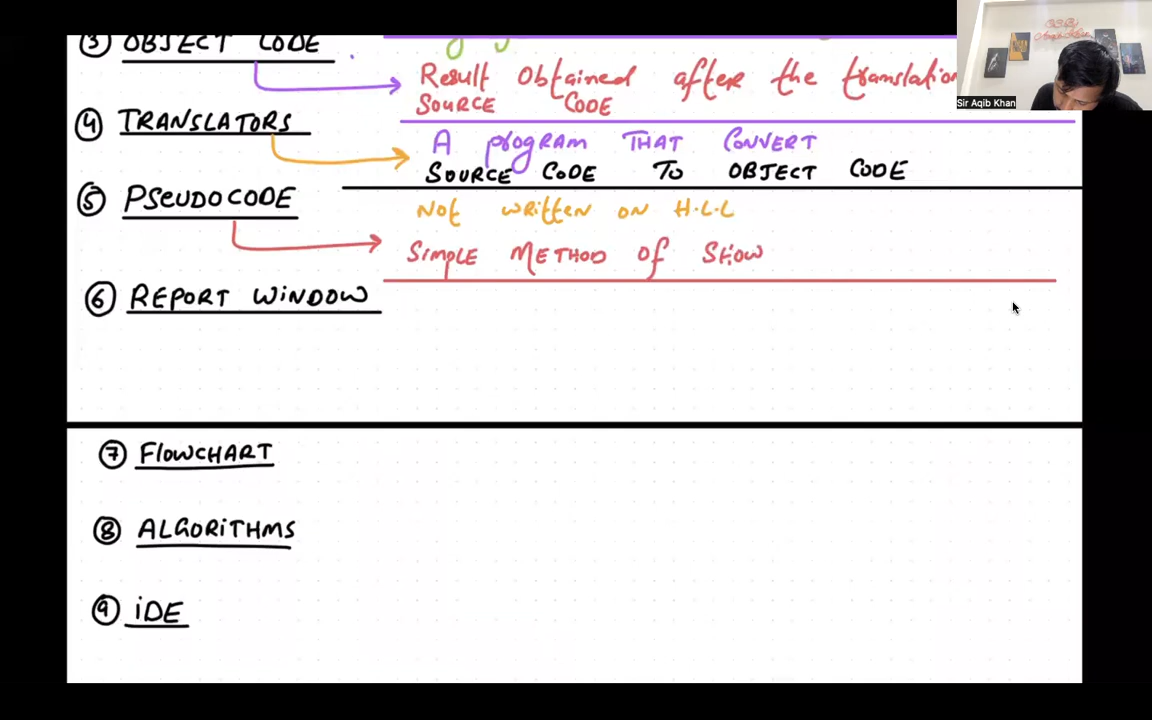 ③ OBJECT CODE
Result Obtained after the translation
SOURCE CODE
④ TRANSLATORS
A program THAT CONVERT
SOURCE CODE TO OBJECT CODE
⑤ PSEUDOCODE
Not written on H.L.L
Simple METHOD of Show
⑥ REPORT WINDOW
⑦ FlowCHART
⑧ ALGORITHMS
⑨ iDE
Sir Aqib Khan